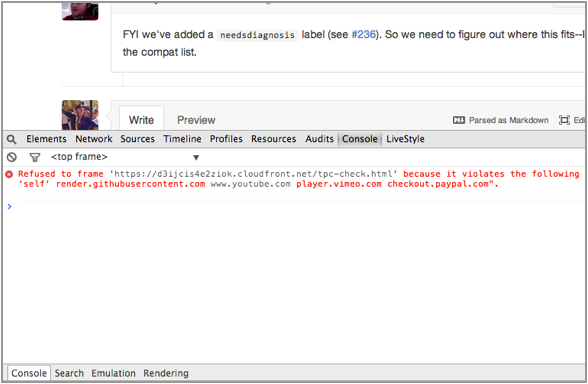 FYI we've added a needsdiagnosis label (see #236). So we need to figure out where this fits--I
the compat list.
Write Preview Parsed as Markdown Edi
Elements Network Sources Timeline Profiles Resources Audits Console LiveStyle
<top frame>
Refused to frame 'https://d3ijcis4e2ziok.cloudfront.net/tpc-check.html' because it violates the following
'self' render.githubusercontent.com www.youtube.com player.vimeo.com checkout.paypal.com".
Console Search Emulation Rendering